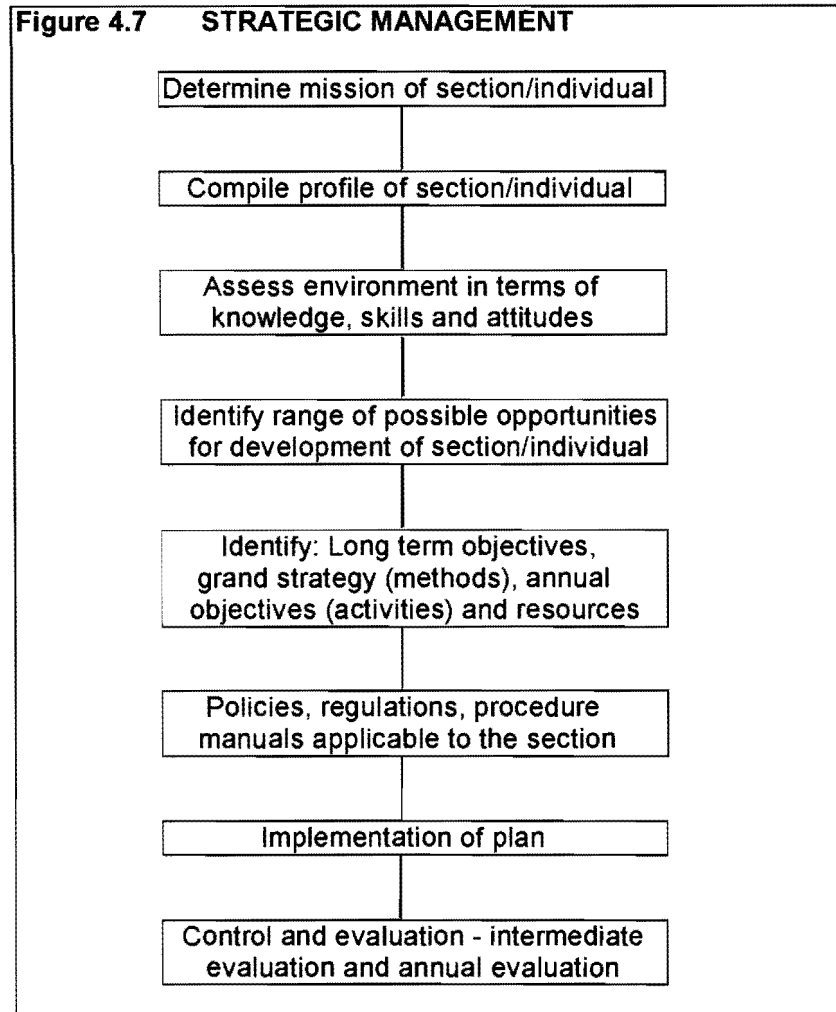 Figure 4.7 STRATEGIC MANAGEMENT
Determine mission of section/individual
Compile profile of section/individual
Assess environment in terms of
knowledge, skills and attitudes
Identify range of possible opportunities
for development of section/individual
Identify: Long term objectives,
grand strategy (methods), annual
objectives (activities) and resources
Policies, regulations, procedure
manuals applicable to the section
Implementation of plan
Control and evaluation - intermediate
evaluation and annual evaluation